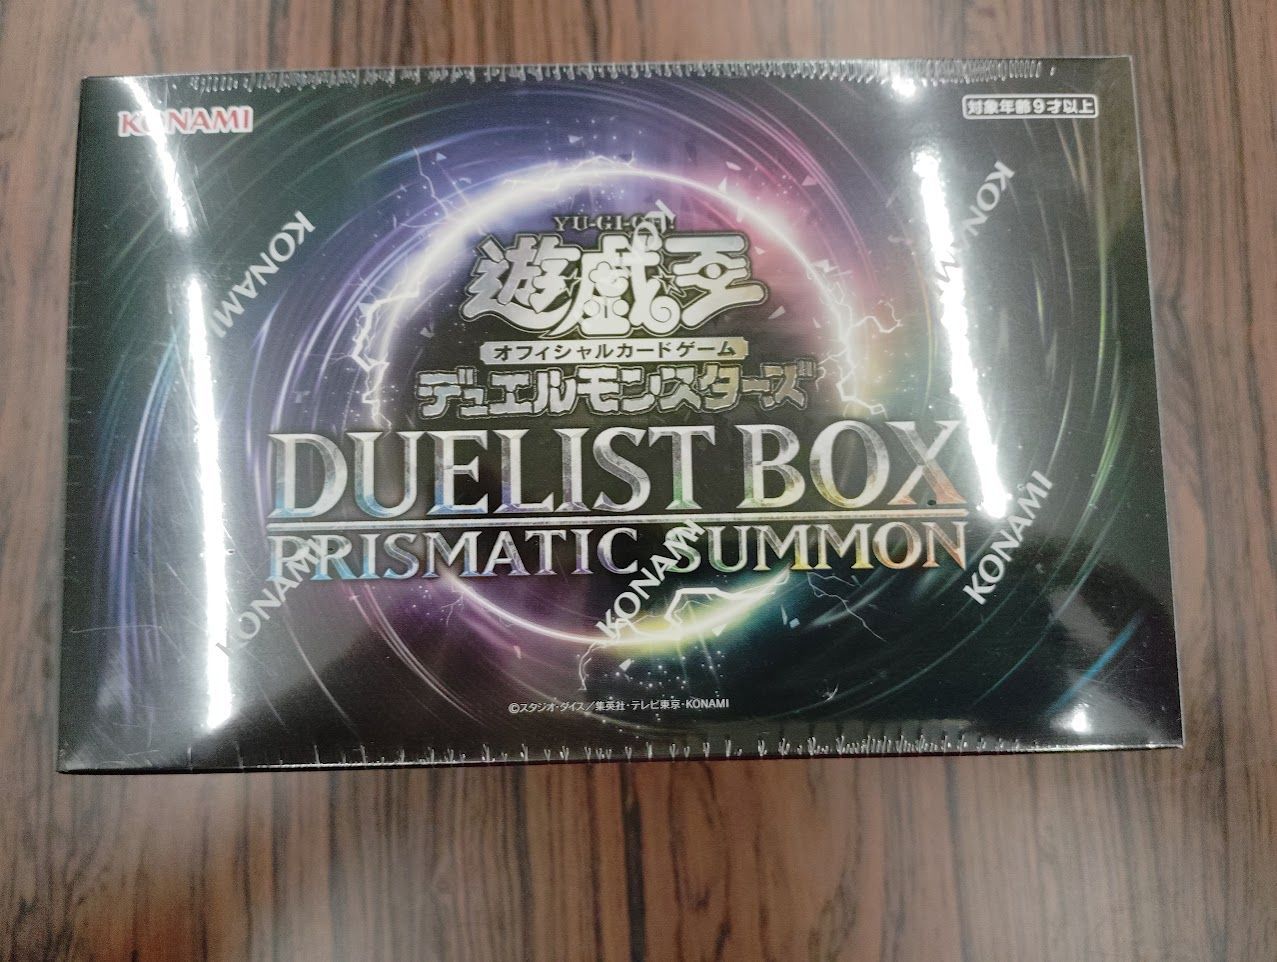 KONAMI
対象年齢9才以上
KONAMI
KONAMI
YU-GI-OH!
遊戯王
オフィシャルカードゲーム
デュエルモンスターズ
DUELIST BOX
PRISMATIC SUMMON
KONAMI
KONAMI
KONAMI
©スタジオ・ダイス／集英社・テレビ東京・KONAMI